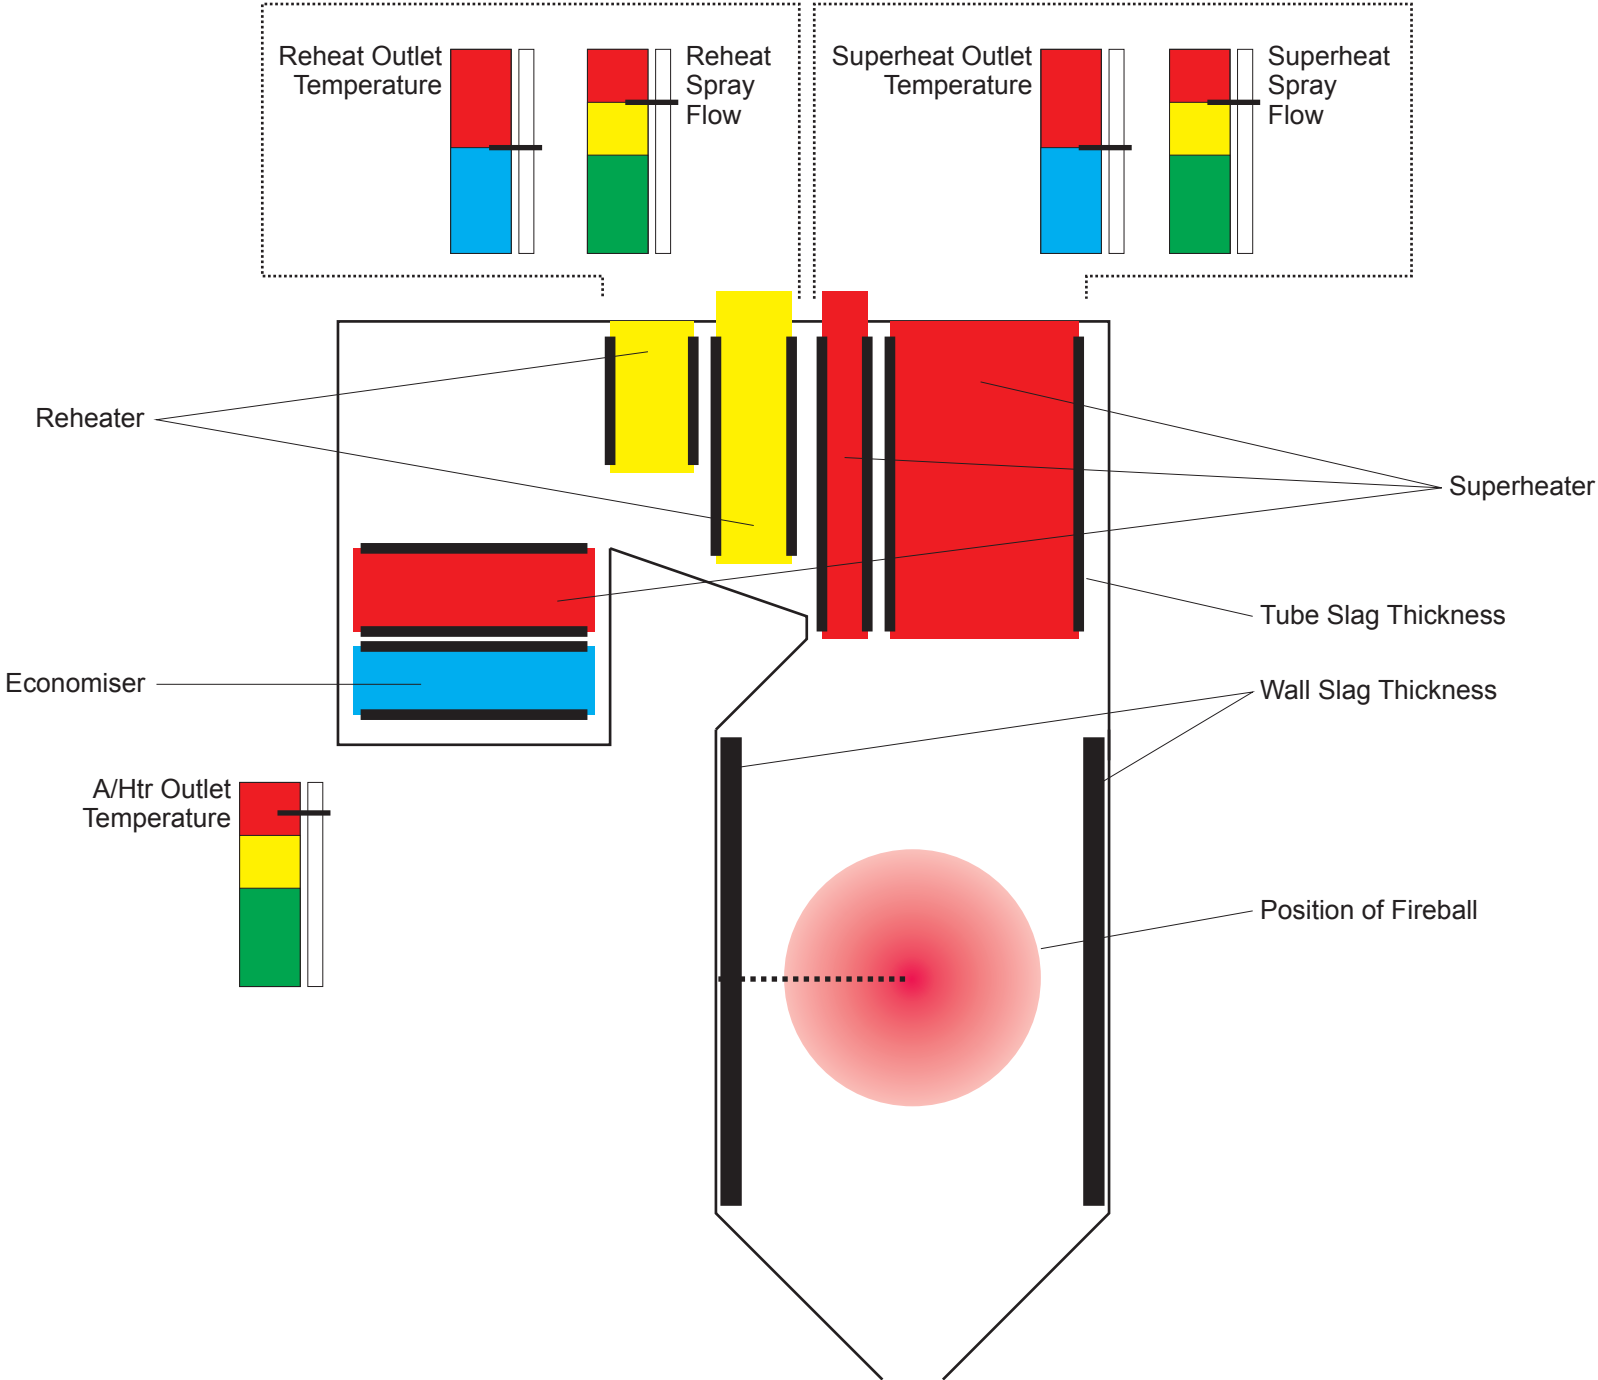 Reheat Outlet
Temperature
Reheat
Spray
Flow
Superheat Outlet
Temperature
Superheat
Spray
Flow
Reheater
Superheater
Tube Slag Thickness
Economiser
Wall Slag Thickness
A/Htr Outlet
Temperature
Position of Fireball